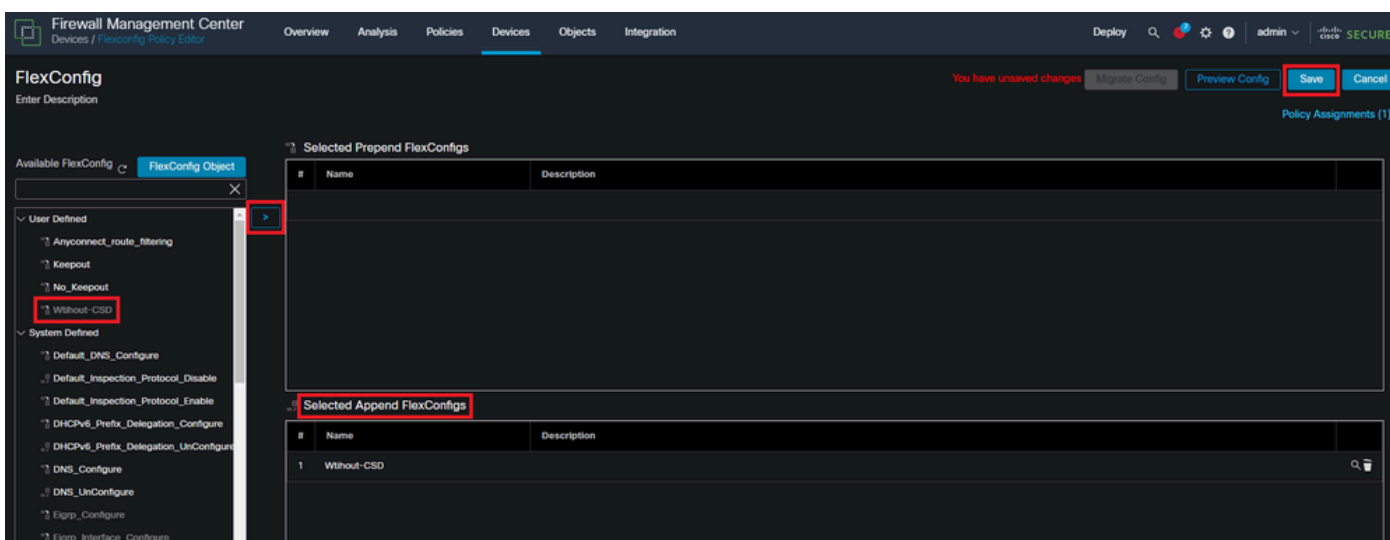 Firewall Management Center
Devices / Flexconfig Policy Editor
Overview Analysis Policies Devices Objects Integration
Deploy 7 admin cisco SECURE
FlexConfig
Enter Description
You have unsaved changes Migrate Config Preview Config Save Cancel
Policy Assignments (1)
Available FlexConfig FlexConfig Object
Selected Prepend FlexConfigs
# Name Description
>
User Defined
Anyconnect_route_filtering
Keepout
No_Keepout
Wtihout-CSD
System Defined
Default_DNS_Configure
Default_Inspection_Protocol_Disable
Default_Inspection_Protocol_Enable
DHCPv6_Prefix_Delegation_Configure
DHCPv6_Prefix_Delegation_UnConfigure
DNS_Configure
DNS_UnConfigure
Eigrp_Configure
Eigrp_Interface_Configure
Selected Append FlexConfigs
# Name Description
1 Wtihout-CSD